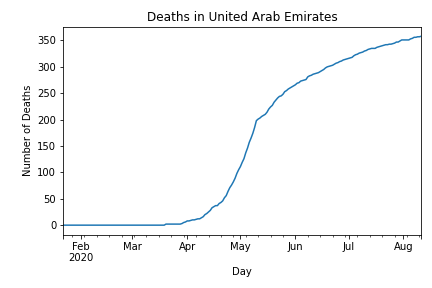 Deaths in United Arab Emirates
Number of Deaths
350
300
250
200
150
100
50
0
Feb Mar Apr May Jun Jul Aug
2020
Day